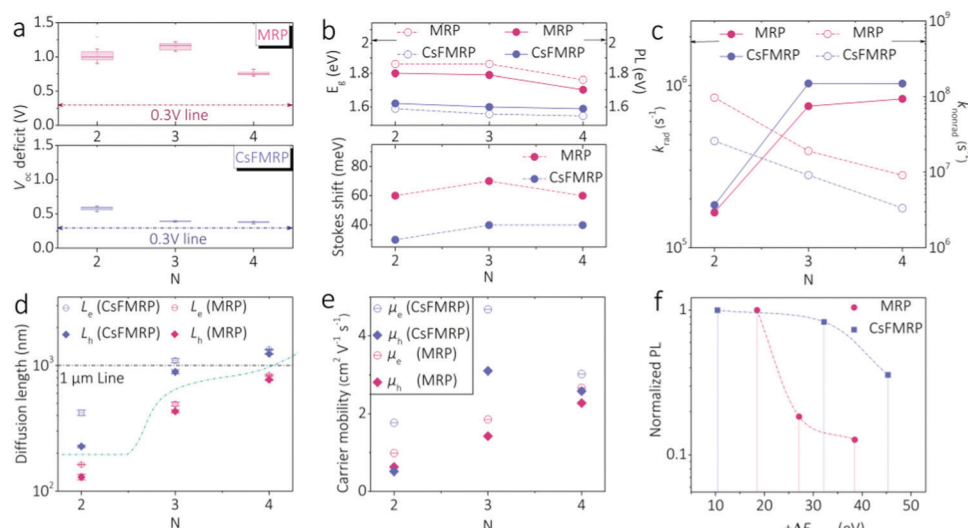 a
MRP
1.5
1.0
0.5
0.0
0.3V line
2 3 4
CsFMRP
1.5
1.0
0.5
0.0
0.3V line
2 3 4
N
V_oc deficit (V)
b
MRP MRP
CsFMRP CsFMRP
2
1.8
1.6
E_g (eV)
2
1.8
1.6
PL (eV)
MRP
CsFMRP
80
60
40
Stokes shift (meV)
2 3 4
N
c
MRP MRP
CsFMRP CsFMRP
10^6
10^5
k_rad (s^-1)
10^9
10^8
10^7
10^6
k_nonrad (s^-1)
2 3 4
N
d
L_e (CsFMRP) L_e (MRP)
L_h (CsFMRP) L_h (MRP)
10^3
1 μm Line
10^2
Diffusion length (nm)
2 3 4
N
e
μ_e (CsFMRP)
μ_h (CsFMRP)
μ_e (MRP)
μ_h (MRP)
4
2
0
Carrier mobility (cm^2 V^-1 s^-1)
2 3 4
N
f
MRP
CsFMRP
1
0.1
Normalized PL
10 20 30 40 50
(eV)